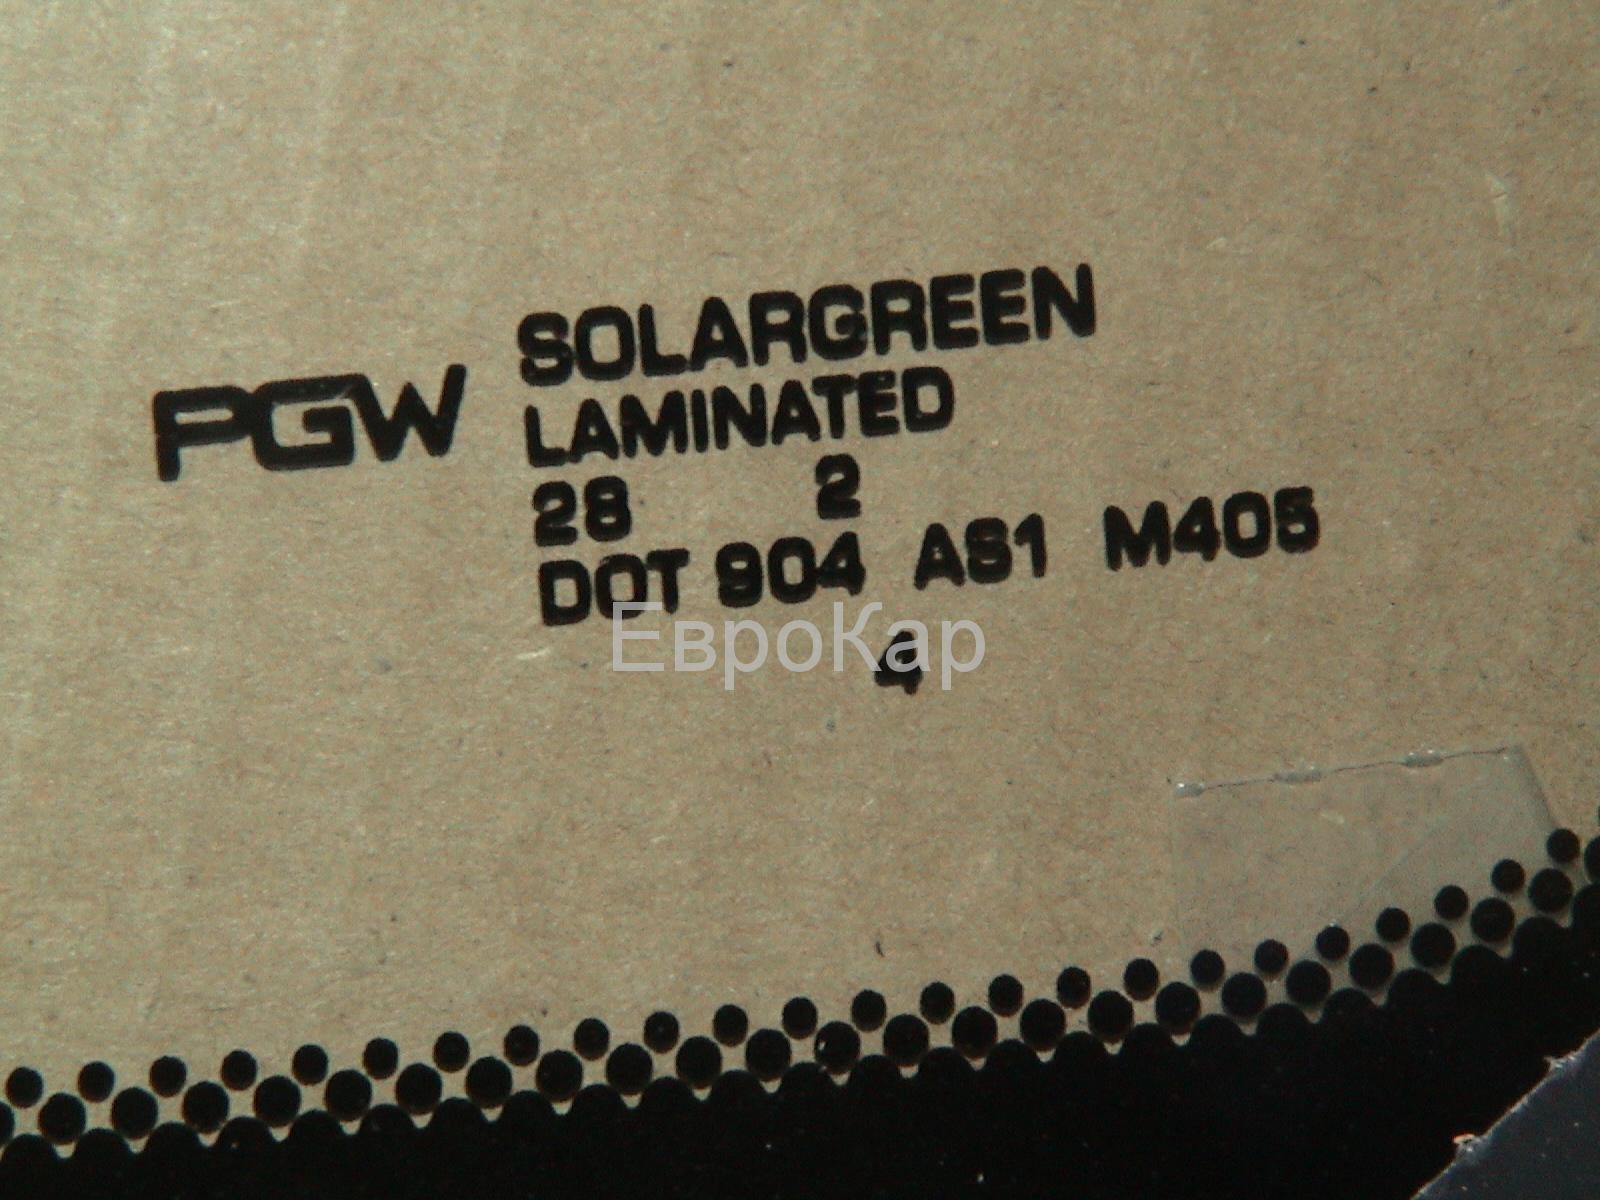 PGW
SOLARGREEN
LAMINATED
28 2
DOT 904 AS1 M405
4
ЕвроКар